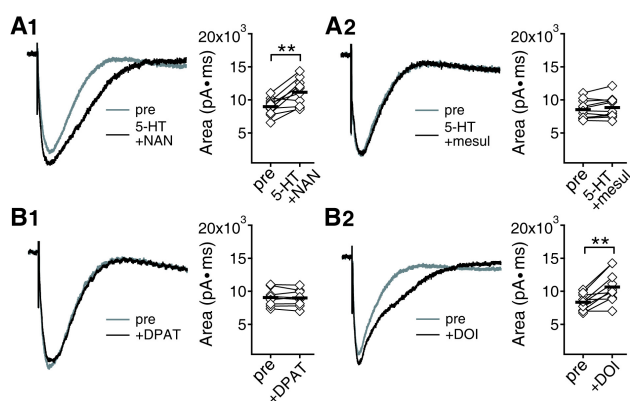 A1
pre
5-HT
+NAN
20x10³
15
10
5
Area (pA•ms)
**
pre
5-HT
+NAN
A2
pre
5-HT
+mesul
20x10³
15
10
5
Area (pA•ms)
pre
5-HT
+mesul
B1
pre
+DPAT
20x10³
15
10
5
Area (pA•ms)
pre
+DPAT
B2
pre
+DOI
20x10³
15
10
5
Area (pA•ms)
**
pre
+DOI